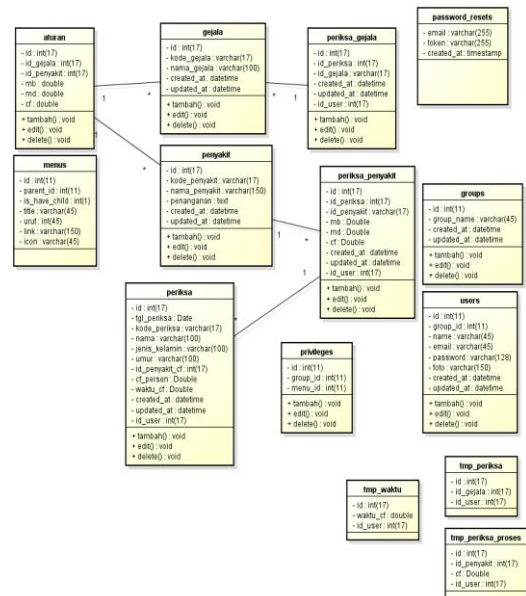 aturan
- id : int(17)
- id_gejala : int(17)
- id_penyakit : int(17)
- mb : double
- md : double
- cf : double
+ tambah() : void
+ edit() : void
+ delete() : void
gejala
- id : int(17)
- kode_gejala : varchar(17)
- nama_gejala : varchar(100)
- created_at : datetime
- updated_at : datetime
+ tambah() : void
+ edit() : void
+ delete() : void
periksa_gejala
- id : int(17)
- id_periksa : int(17)
- id_gejala : varchar(17)
- created_at : datetime
- updated_at : datetime
- id_user : int(17)
+ tambah() : void
+ edit() : void
+ delete() : void
password_resets
- email : varchar(255)
- token : varchar(255)
- created_at : timestamp
1
*
*
1
1
*
menus
- id : int(11)
- parent_id : int(11)
- is_have_child : int(1)
- title : varchar(45)
- urut : int(45)
- link : varchar(150)
- icon : varchar(45)
penyakit
- id : int(17)
- kode_penyakit : varchar(17)
- nama_penyakit : varchar(150)
- penanganan : text
- created_at : datetime
- updated_at : datetime
+ tambah() : void
+ edit() : void
+ delete() : void
periksa_penyakit
- id : int(17)
- id_periksa : int(17)
- id_penyakit : varchar(17)
- mb : Double
- md : Double
- cf : Double
- created_at : datetime
- updated_at : datetime
- id_user : int(17)
+ tambah() : void
+ edit() : void
+ delete() : void
groups
- id : int(11)
- group_name : varchar(45)
- created_at : datetime
- updated_at : datetime
+ tambah() : void
+ edit() : void
+ delete() : void
*
1
1
*
periksa
- id : int(17)
- tgl_periksa : Date
- kode_periksa : varchar(17)
- nama : varchar(100)
- jenis_kelamin : varchar(100)
- umur : varchar(100)
- id_penyakit_cf : int(17)
- cf_persen : Double
- waktu_cf : Double
- created_at : datetime
- updated_at : datetime
- id_user : int(17)
+ tambah() : void
+ edit() : void
+ delete() : void
privileges
- id : int(11)
- group_id : int(11)
- menu_id : int(11)
+ tambah() : void
+ edit() : void
+ delete() : void
users
- id : int(11)
- group_id : int(11)
- name : varchar(45)
- email : varchar(45)
- password : varchar(128)
- foto : varchar(150)
- created_at : datetime
- updated_at : datetime
+ tambah() : void
+ edit() : void
+ delete() : void
tmp_waktu
- id : int(17)
- waktu_cf : double
- id_user : int(17)
tmp_periksa
- id : int(17)
- id_gejala : int(17)
- id_user : int(17)
tmp_periksa_proses
- id : int(17)
- id_penyakit : int(17)
- cf : Double
- id_user : int(17)